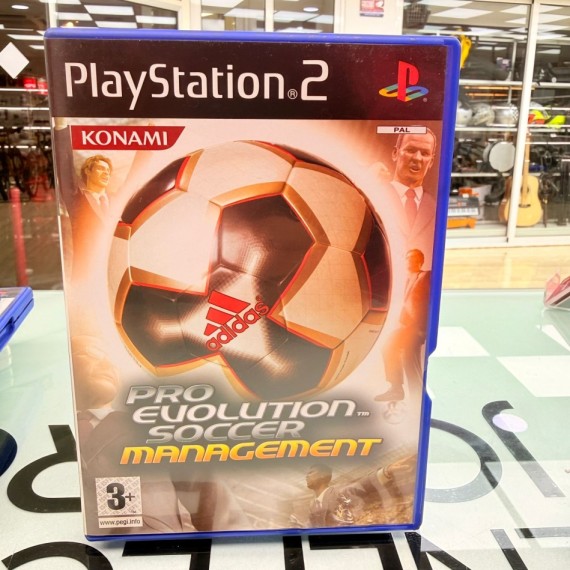 PlayStation®2
KONAMI
PAL
adidas
PRO
EVOLUTION™
SOCCER
MANAGEMENT
3+
www.pegi.info